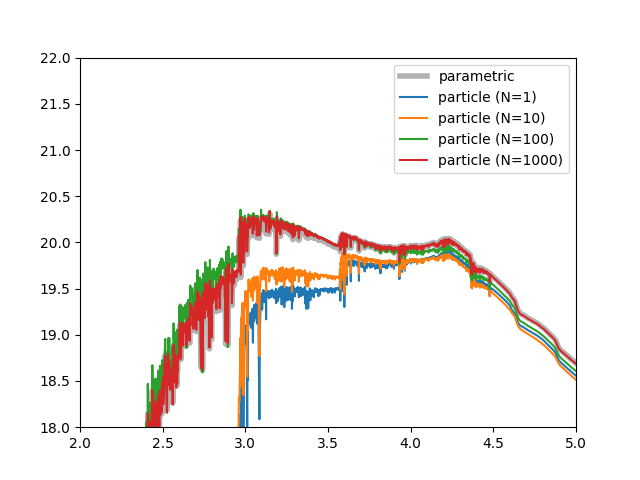 22.0
21.5
21.0
20.5
20.0
19.5
19.0
18.5
18.0
2.0 2.5 3.0 3.5 4.0 4.5 5.0
parametric
particle (N=1)
particle (N=10)
particle (N=100)
particle (N=1000)